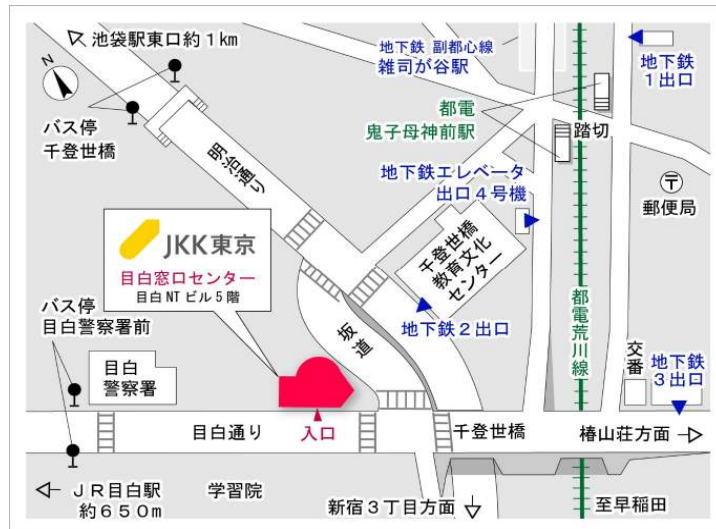 池袋駅東口約1km
N
バス停
千登世橋
明治通り
地下鉄 副都心線
雑司が谷駅
地下鉄
1出口
都電
鬼子母神前駅
踏切
地下鉄エレベータ
出口4号機
〒
郵便局
JKK東京
目白窓口センター
目白NTビル5階
千登世橋
教育文化
センター
バス停
目白警察署前
地下鉄2出口
坂道
都電荒川線
目白
警察署
交番
地下鉄
3出口
目白通り
入口
千登世橋
椿山荘方面
JR目白駅
約650m
学習院
新宿3丁目方面
至早稲田